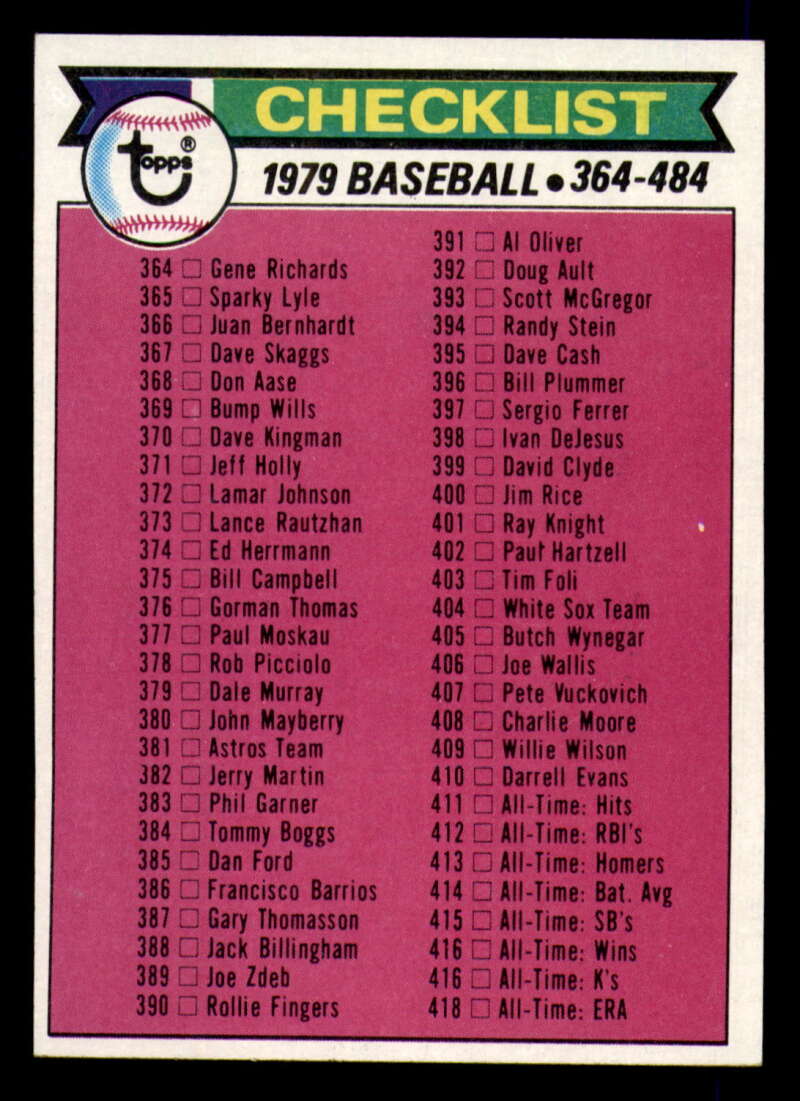 CHECKLIST
topps®
1979 BASEBALL • 364-484
364 □ Gene Richards
365 □ Sparky Lyle
366 □ Juan Bernhardt
367 □ Dave Skaggs
368 □ Don Aase
369 □ Bump Wills
370 □ Dave Kingman
371 □ Jeff Holly
372 □ Lamar Johnson
373 □ Lance Rautzhan
374 □ Ed Herrmann
375 □ Bill Campbell
376 □ Gorman Thomas
377 □ Paul Moskau
378 □ Rob Picciolo
379 □ Dale Murray
380 □ John Mayberry
381 □ Astros Team
382 □ Jerry Martin
383 □ Phil Garner
384 □ Tommy Boggs
385 □ Dan Ford
386 □ Francisco Barrios
387 □ Gary Thomasson
388 □ Jack Billingham
389 □ Joe Zdeb
390 □ Rollie Fingers
391 □ Al Oliver
392 □ Doug Ault
393 □ Scott McGregor
394 □ Randy Stein
395 □ Dave Cash
396 □ Bill Plummer
397 □ Sergio Ferrer
398 □ Ivan DeJesus
399 □ David Clyde
400 □ Jim Rice
401 □ Ray Knight
402 □ Paul Hartzell
403 □ Tim Foli
404 □ White Sox Team
405 □ Butch Wynegar
406 □ Joe Wallis
407 □ Pete Vuckovich
408 □ Charlie Moore
409 □ Willie Wilson
410 □ Darrell Evans
411 □ All-Time: Hits
412 □ All-Time: RBI's
413 □ All-Time: Homers
414 □ All-Time: Bat. Avg
415 □ All-Time: SB's
416 □ All-Time: Wins
416 □ All-Time: K's
418 □ All-Time: ERA